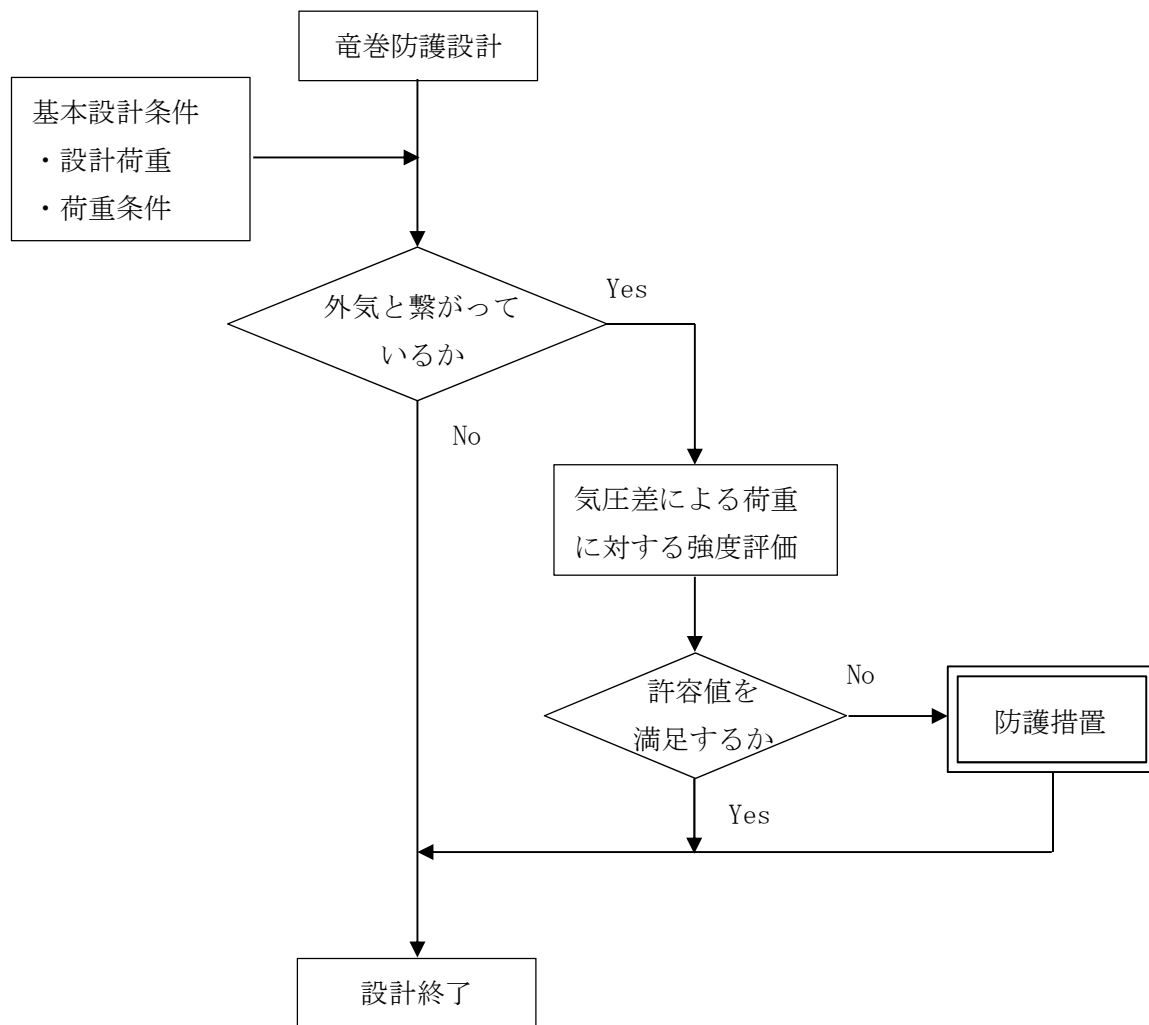 竜巻防護設計
基本設計条件
・設計荷重
・荷重条件
外気と繋がって
いるか
Yes
No
気圧差による荷重
に対する強度評価
許容値を
満足するか
No
防護措置
Yes
設計終了